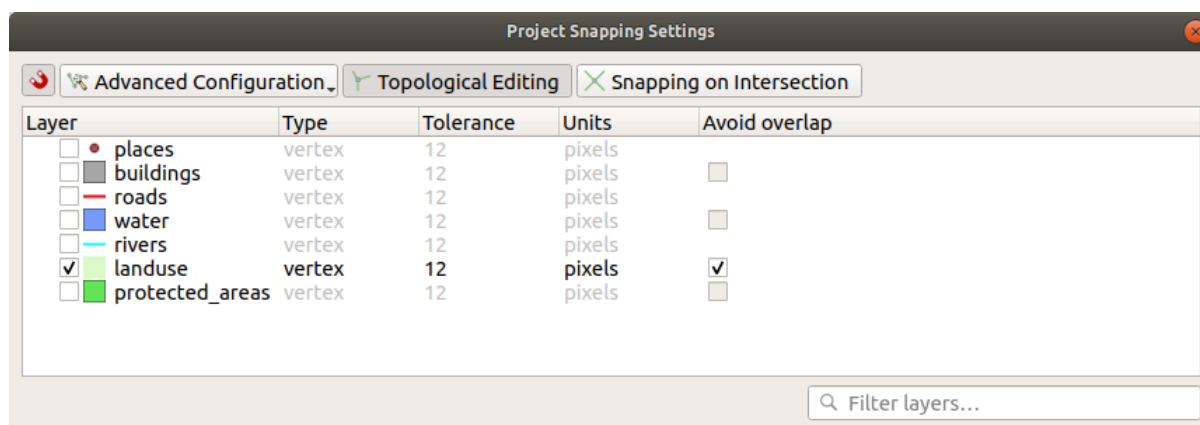 Project Snapping Settings
Advanced Configuration Topological Editing Snapping on Intersection
Layer Type Tolerance Units Avoid overlap
places vertex 12 pixels
buildings vertex 12 pixels
roads vertex 12 pixels
water vertex 12 pixels
rivers vertex 12 pixels
landuse vertex 12 pixels
protected_areas vertex 12 pixels
Filter layers...